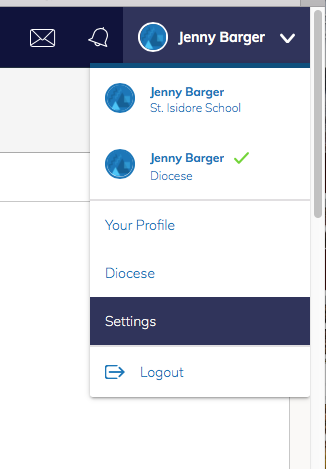 Jenny Barger
Jenny Barger
St. Isidore School
Jenny Barger
Diocese
Your Profile
Diocese
Settings
Logout